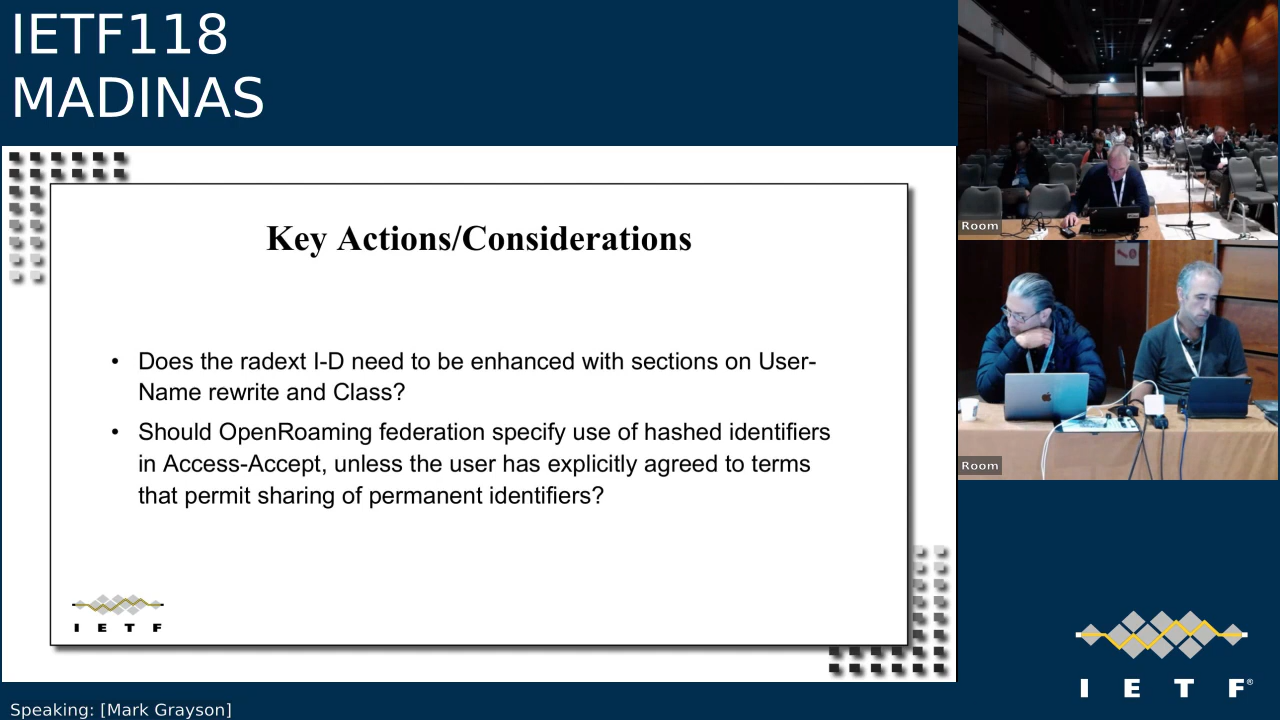 IETF118
MADINAS
Key Actions/Considerations
• Does the radext I-D need to be enhanced with sections on User-
Name rewrite and Class?
• Should OpenRoaming federation specify use of hashed identifiers
in Access-Accept, unless the user has explicitly agreed to terms
that permit sharing of permanent identifiers?
I E T F
Room
Room
I E T F®
Speaking: [Mark Grayson]